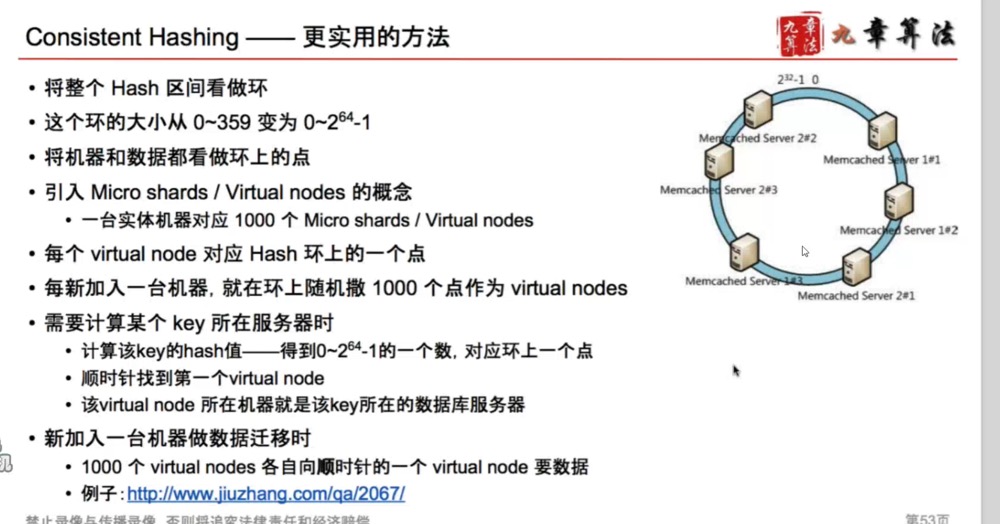 Consistent Hashing —— 更实用的方法
九章算法
九章算法
• 将整个 Hash 区间看做环
• 这个环的大小从 0~359 变为 0~2^64-1
• 将机器和数据都看做环上的点
• 引入 Micro shards / Virtual nodes 的概念
• 一台实体机器对应 1000 个 Micro shards / Virtual nodes
• 每个 virtual node 对应 Hash 环上的一个点
• 每新加入一台机器，就在环上随机撒 1000 个点作为 virtual nodes
• 需要计算某个 key 所在服务器时
• 计算该key的hash值——得到0~2^64-1的一个数，对应环上一个点
• 顺时针找到第一个virtual node
• 该virtual node 所在机器就是该key所在的数据库服务器
• 新加入一台机器做数据迁移时
• 1000 个 virtual nodes 各自向顺时针的一个 virtual node 要数据
• 例子：http://www.jiuzhang.com/qa/2067/
2^32-1 0
Memcached Server 2#2
Memcached Server 1#1
Memcached Server 2#3
Memcached Server 1#2
Memcached Server 1#3
Memcached Server 2#1
机
禁止录像与传播录像，否则将追究法律责任和经济赔偿
第53页